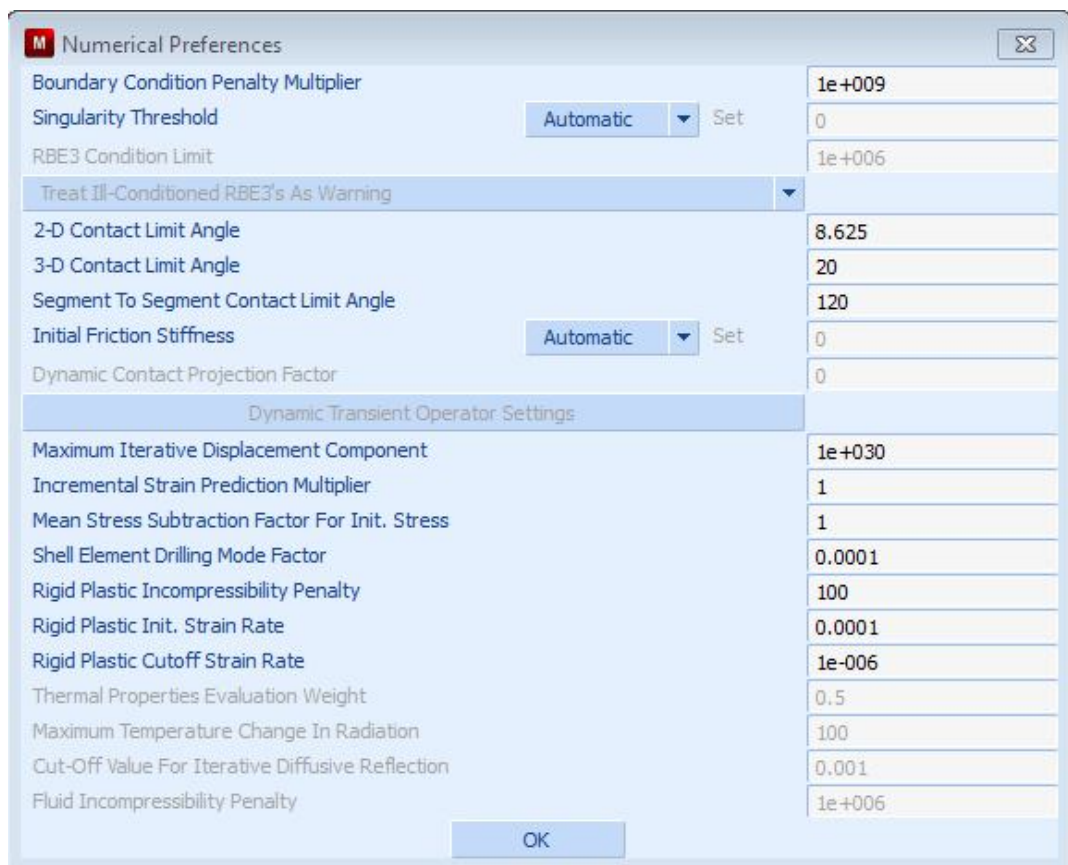 M Numerical Preferences
Boundary Condition Penalty Multiplier 1e+009
Singularity Threshold Automatic Set 0
RBE3 Condition Limit 1e+006
Treat Ill-Conditioned RBE3's As Warning
2-D Contact Limit Angle 8.625
3-D Contact Limit Angle 20
Segment To Segment Contact Limit Angle 120
Initial Friction Stiffness Automatic Set 0
Dynamic Contact Projection Factor 0
Dynamic Transient Operator Settings
Maximum Iterative Displacement Component 1e+030
Incremental Strain Prediction Multiplier 1
Mean Stress Subtraction Factor For Init. Stress 1
Shell Element Drilling Mode Factor 0.0001
Rigid Plastic Incompressibility Penalty 100
Rigid Plastic Init. Strain Rate 0.0001
Rigid Plastic Cutoff Strain Rate 1e-006
Thermal Properties Evaluation Weight 0.5
Maximum Temperature Change In Radiation 100
Cut-Off Value For Iterative Diffusive Reflection 0.001
Fluid Incompressibility Penalty 1e+006
OK